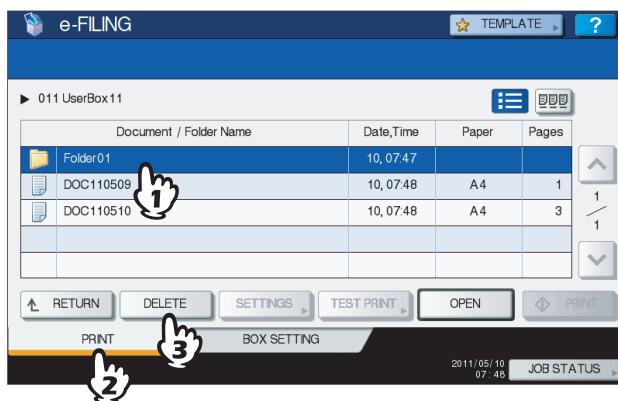 e-FILING TEMPLATE ?
011 UserBox11
Document / Folder Name Date,Time Paper Pages
Folder01 10, 07:47
DOC110509 10, 07:48 A4 1
DOC110510 10, 07:48 A4 3
1
1
RETURN DELETE SETTINGS TEST PRINT OPEN PRINT
PRINT BOX SETTING
2011/05/10
07:48 JOB STATUS
1
2
3